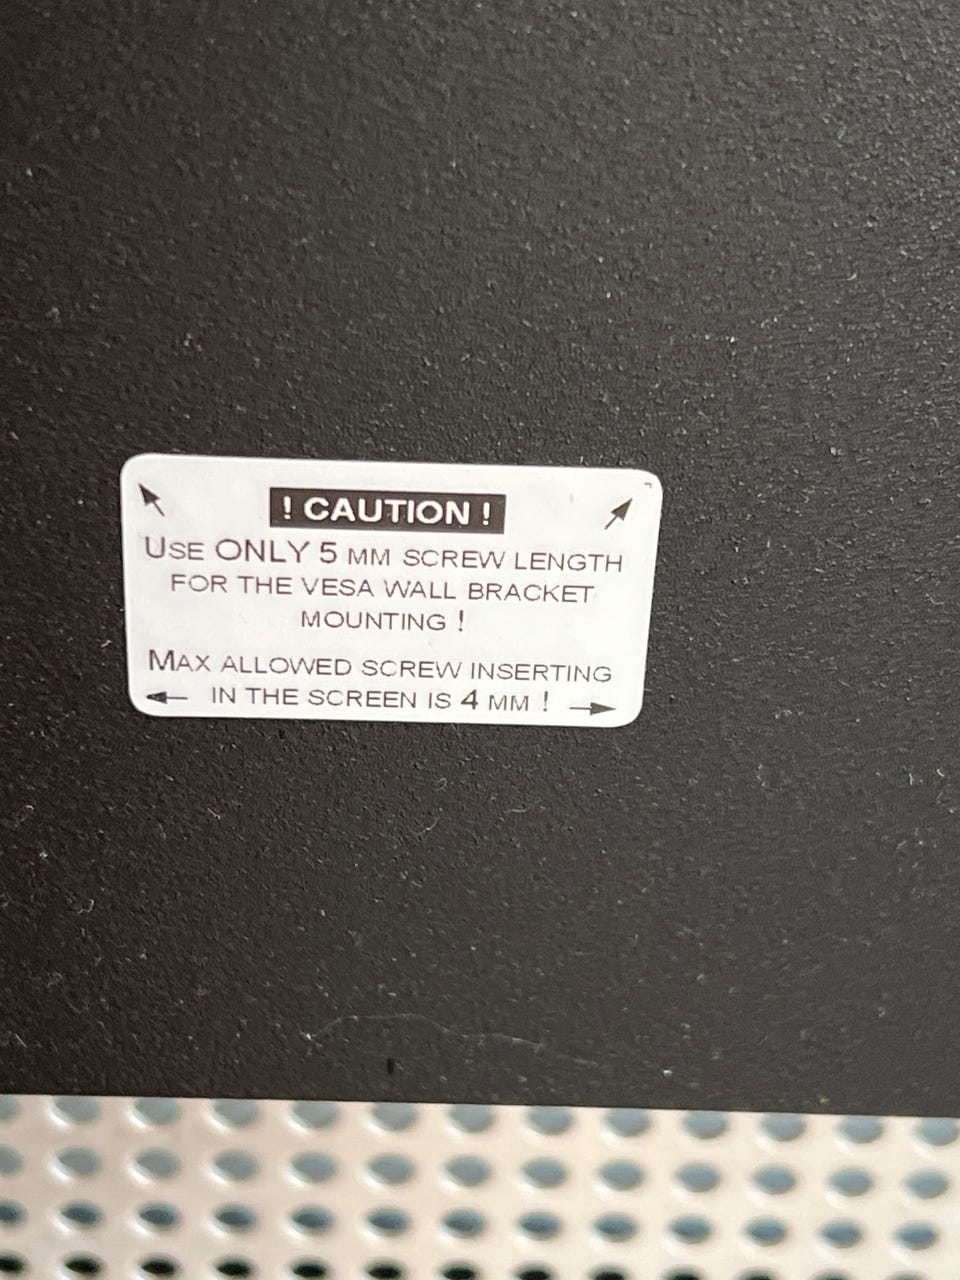 ! CAUTION !
USE ONLY 5 MM SCREW LENGTH
FOR THE VESA WALL BRACKET
MOUNTING !
MAX ALLOWED SCREW INSERTING
IN THE SCREEN IS 4 MM !